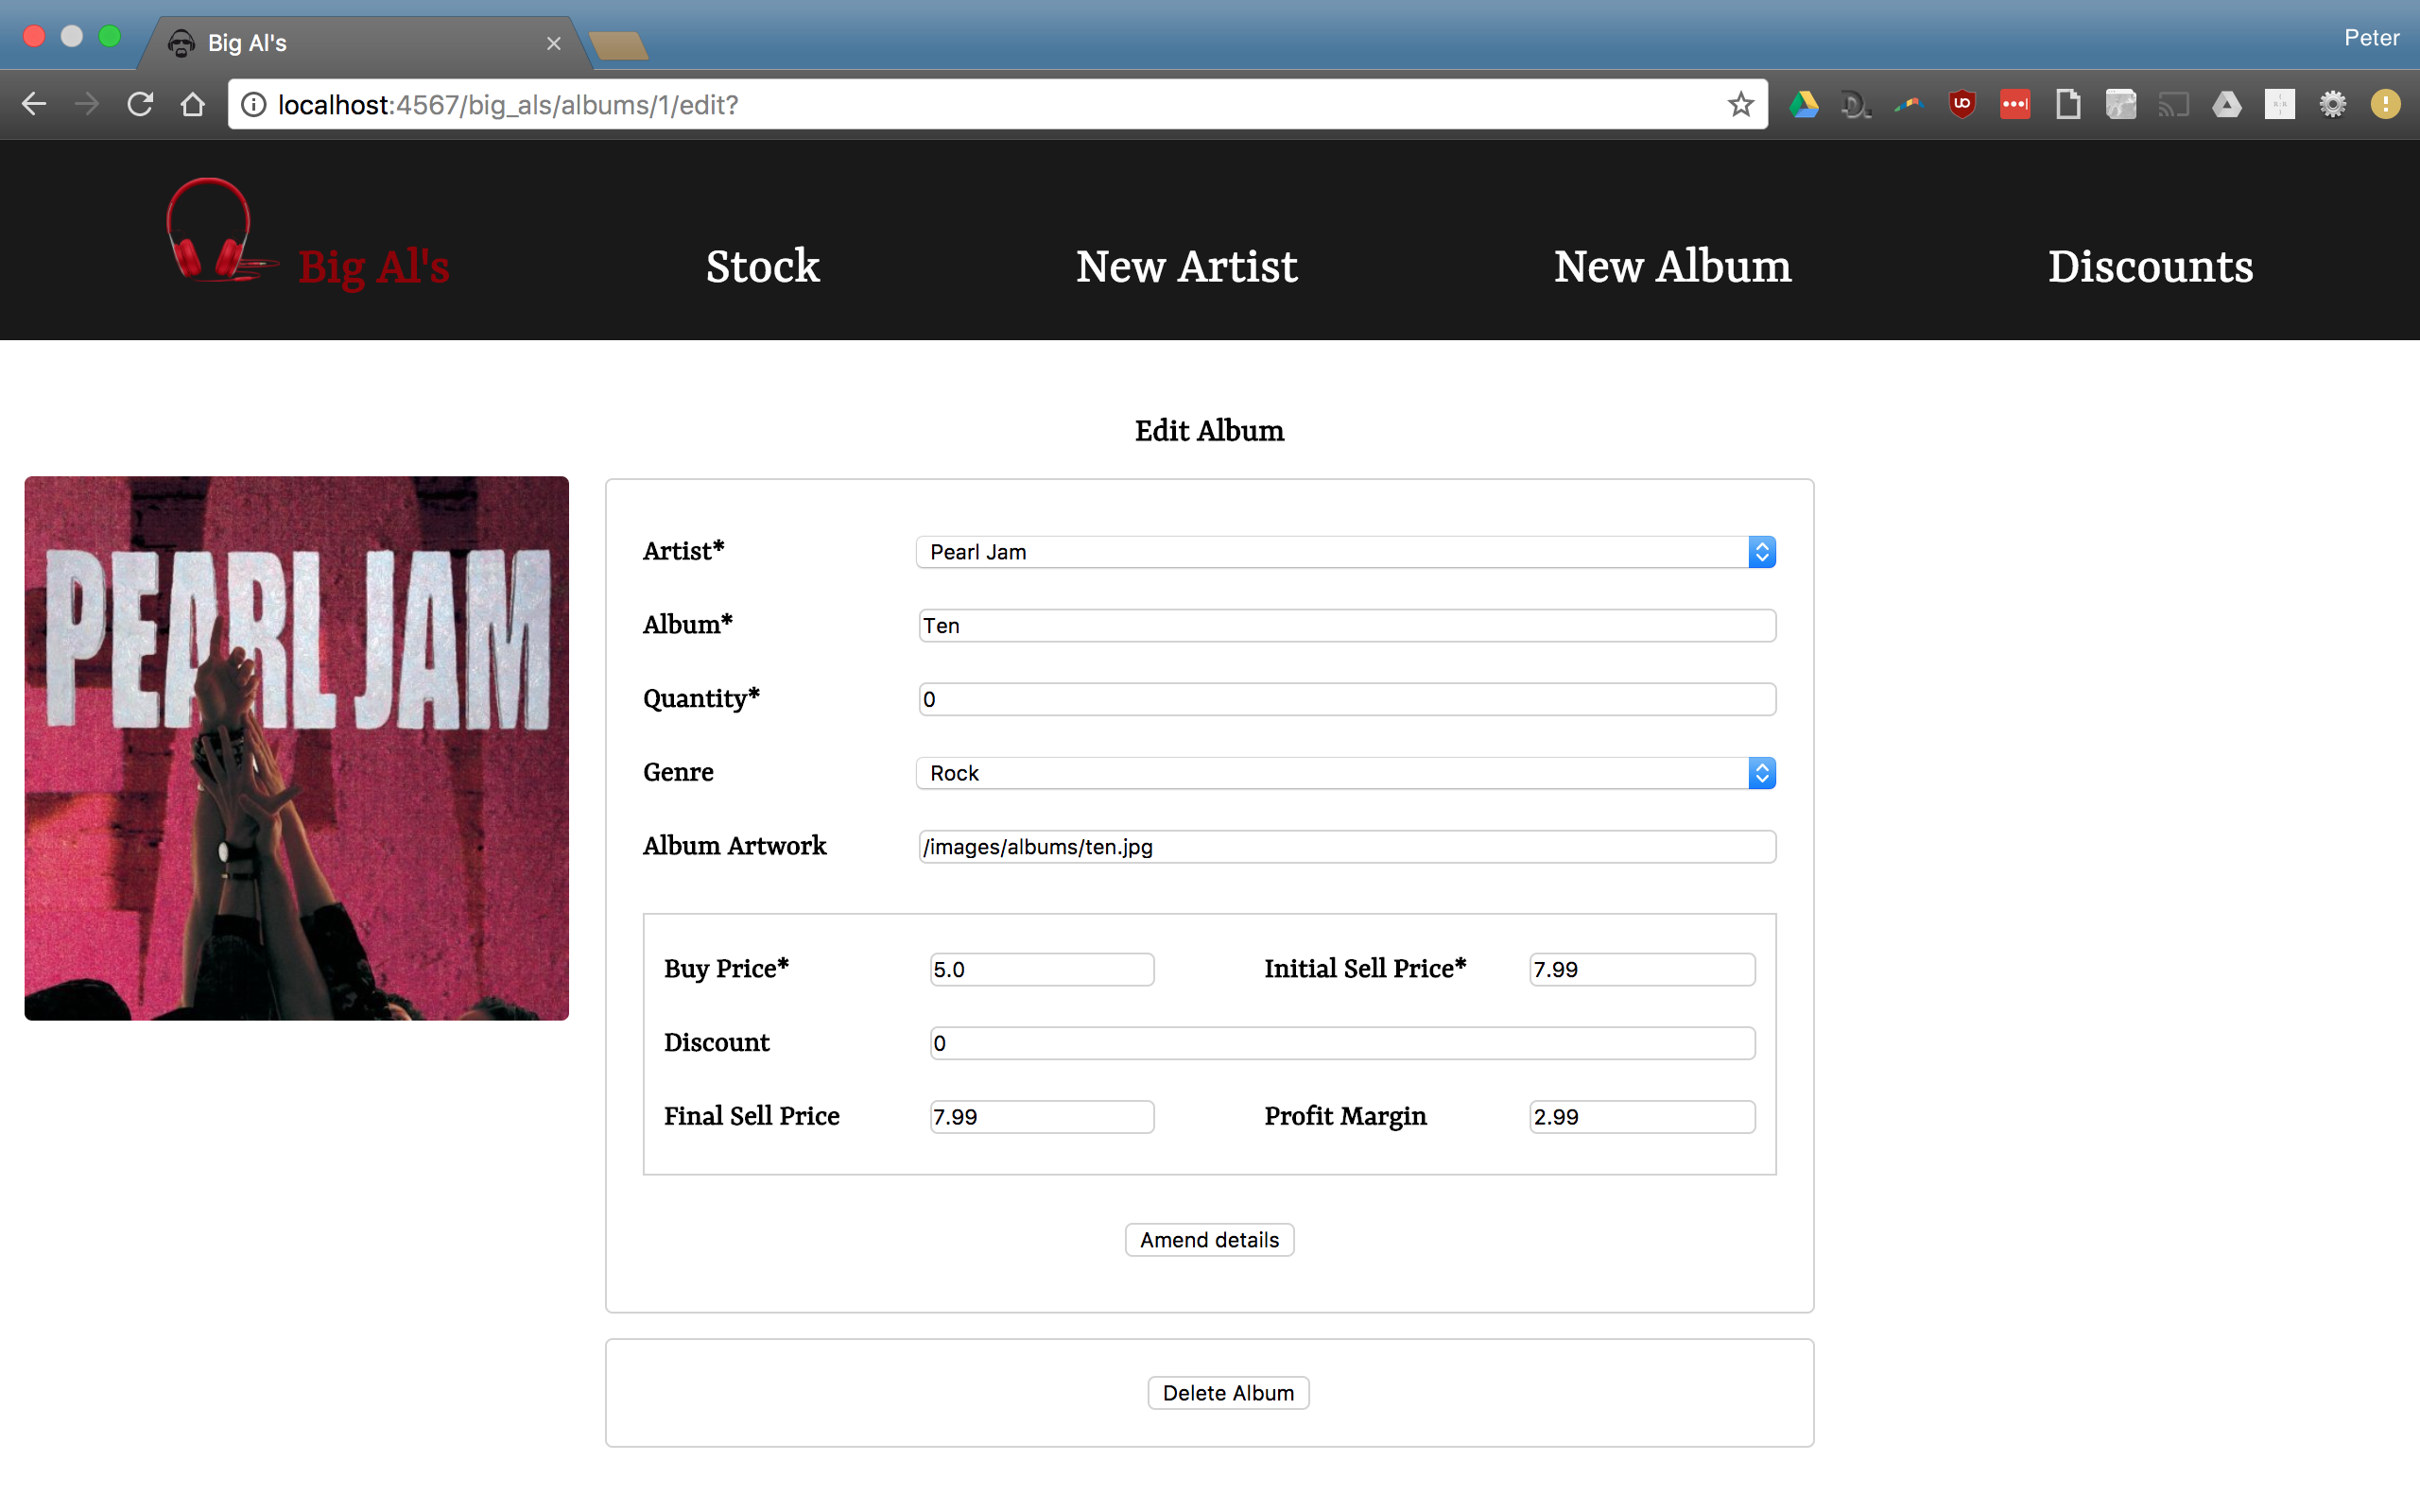 Big Al's
Peter
localhost:4567/big_als/albums/1/edit?
Big Al's Stock New Artist New Album Discounts
Edit Album
PEARL JAM
Artist* Pearl Jam
Album* Ten
Quantity* 0
Genre Rock
Album Artwork /images/albums/ten.jpg
Buy Price* 5.0 Initial Sell Price* 7.99
Discount 0
Final Sell Price 7.99 Profit Margin 2.99
Amend details
Delete Album